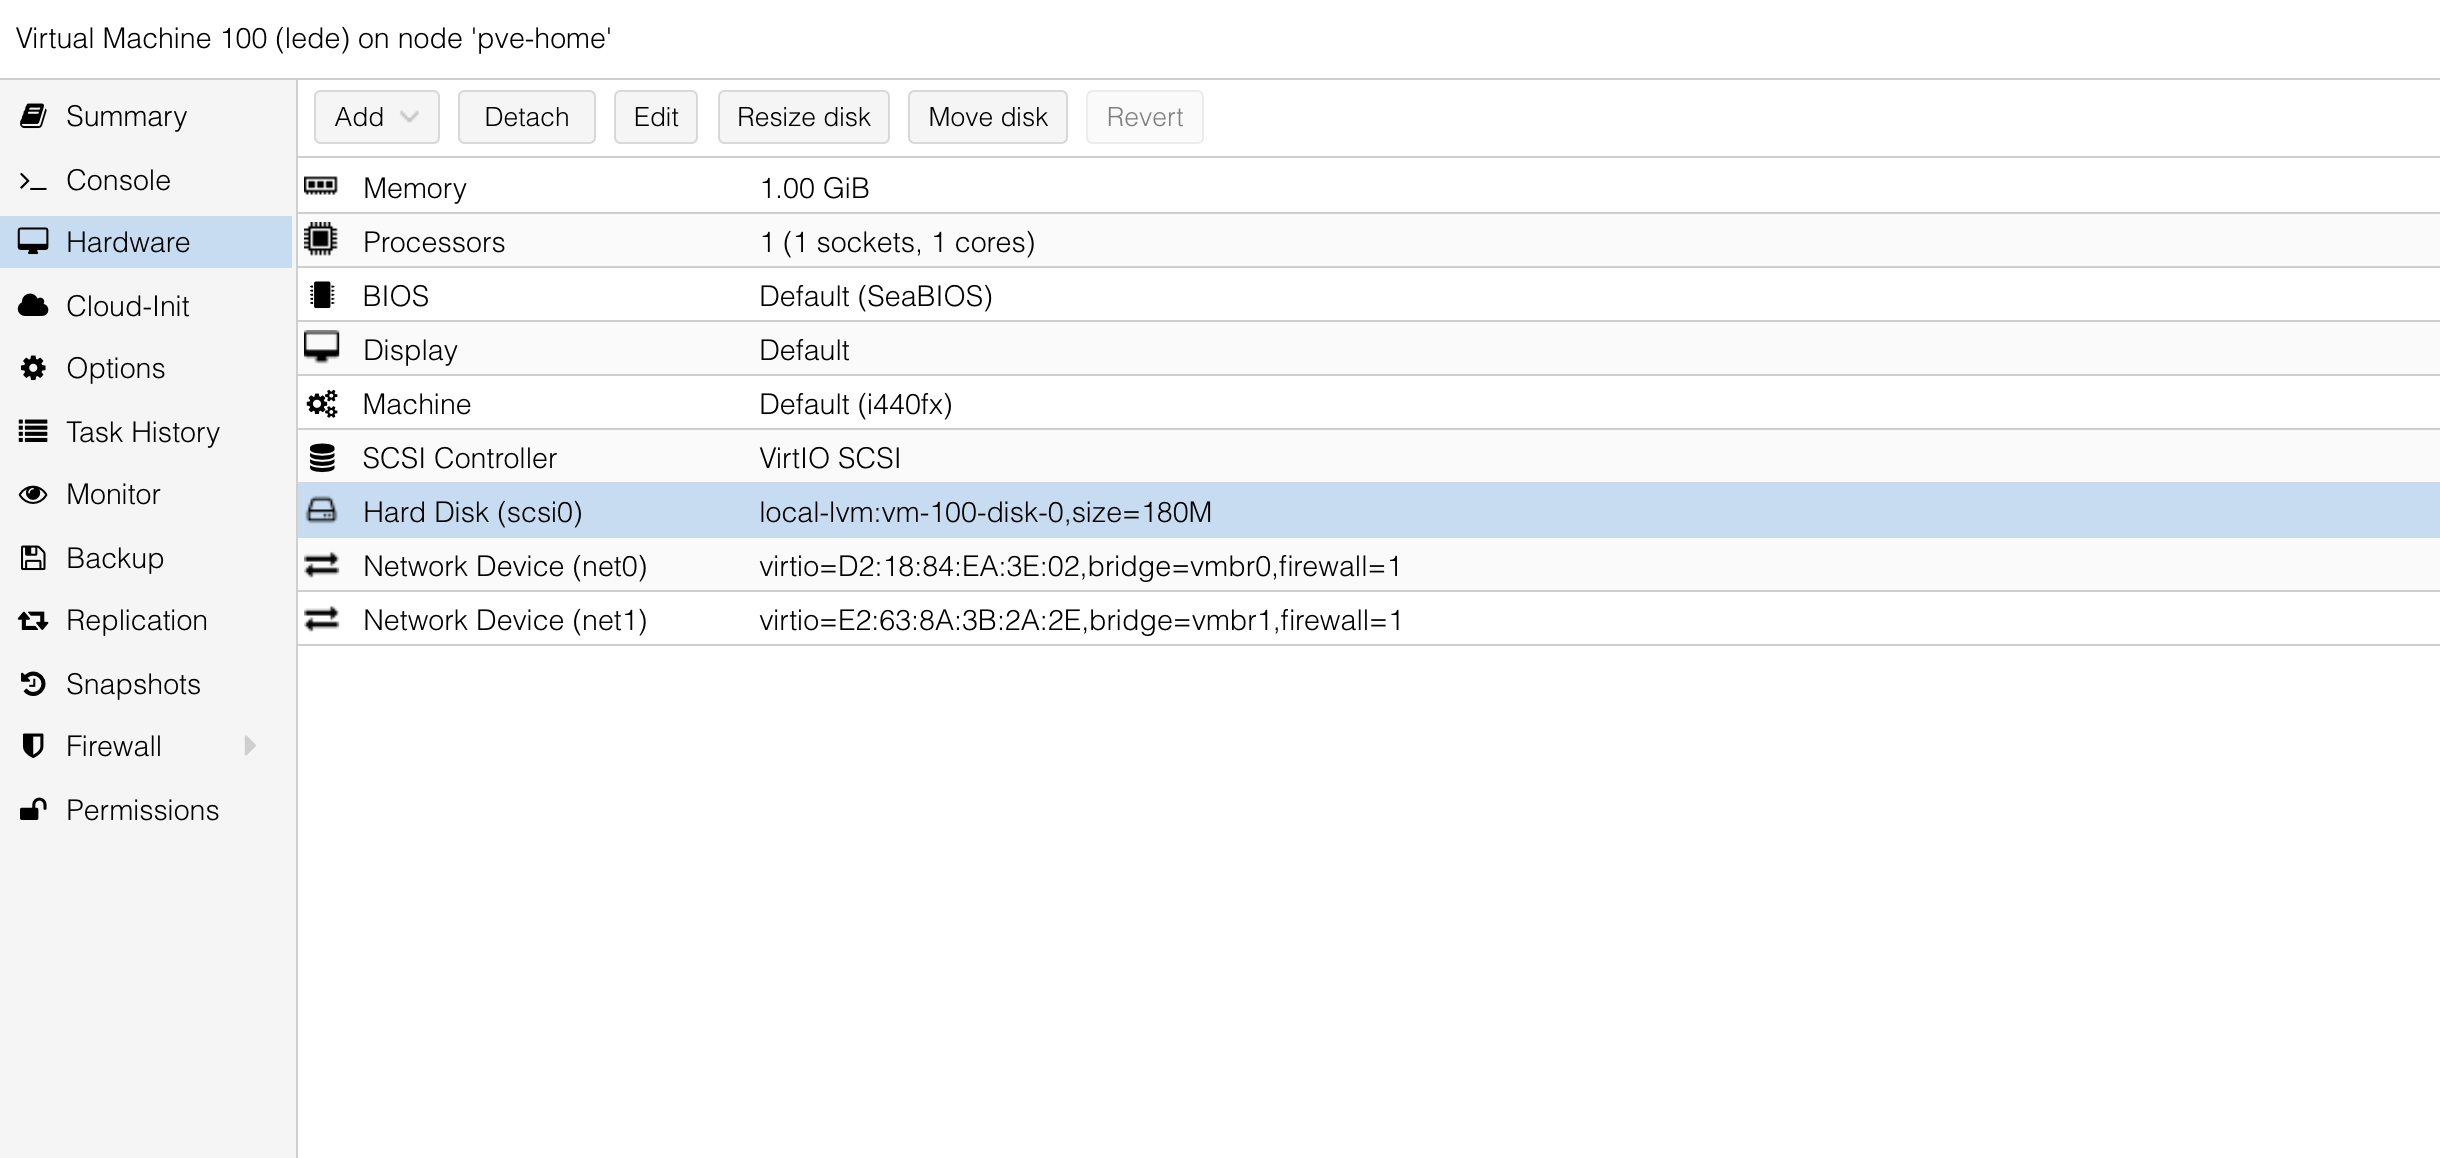 Virtual Machine 100 (lede) on node 'pve-home'
Summary
Console
Hardware
Cloud-Init
Options
Task History
Monitor
Backup
Replication
Snapshots
Firewall
Permissions
Add Detach Edit Resize disk Move disk Revert
Memory 1.00 GiB
Processors 1 (1 sockets, 1 cores)
BIOS Default (SeaBIOS)
Display Default
Machine Default (i440fx)
SCSI Controller VirtIO SCSI
Hard Disk (scsi0) local-lvm:vm-100-disk-0,size=180M
Network Device (net0) virtio=D2:18:84:EA:3E:02,bridge=vmbr0,firewall=1
Network Device (net1) virtio=E2:63:8A:3B:2A:2E,bridge=vmbr1,firewall=1